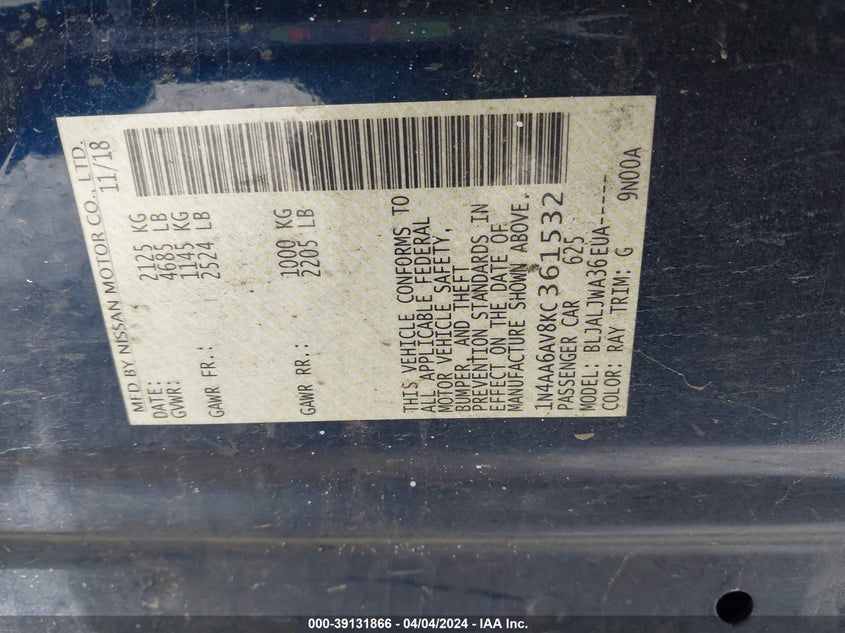 MFD BY NISSAN MOTOR CO., LTD.
DATE: 11/18
GVWR: 2125 KG
4685 LB
GAWR FR.: 1145 KG
2524 LB
GAWR RR.: 1000 KG
2205 LB
THIS VEHICLE CONFORMS TO
ALL APPLICABLE FEDERAL
MOTOR VEHICLE SAFETY,
BUMPER, AND THEFT
PREVENTION STANDARDS IN
EFFECT ON THE DATE OF
MANUFACTURE SHOWN ABOVE.
1N4AA6AV8KC361532
PASSENGER CAR 625
MODEL: BLJALJWA36EUA-----
COLOR: RAY TRIM: G 9N00A
000-39131866 - 04/04/2024 - IAA Inc.